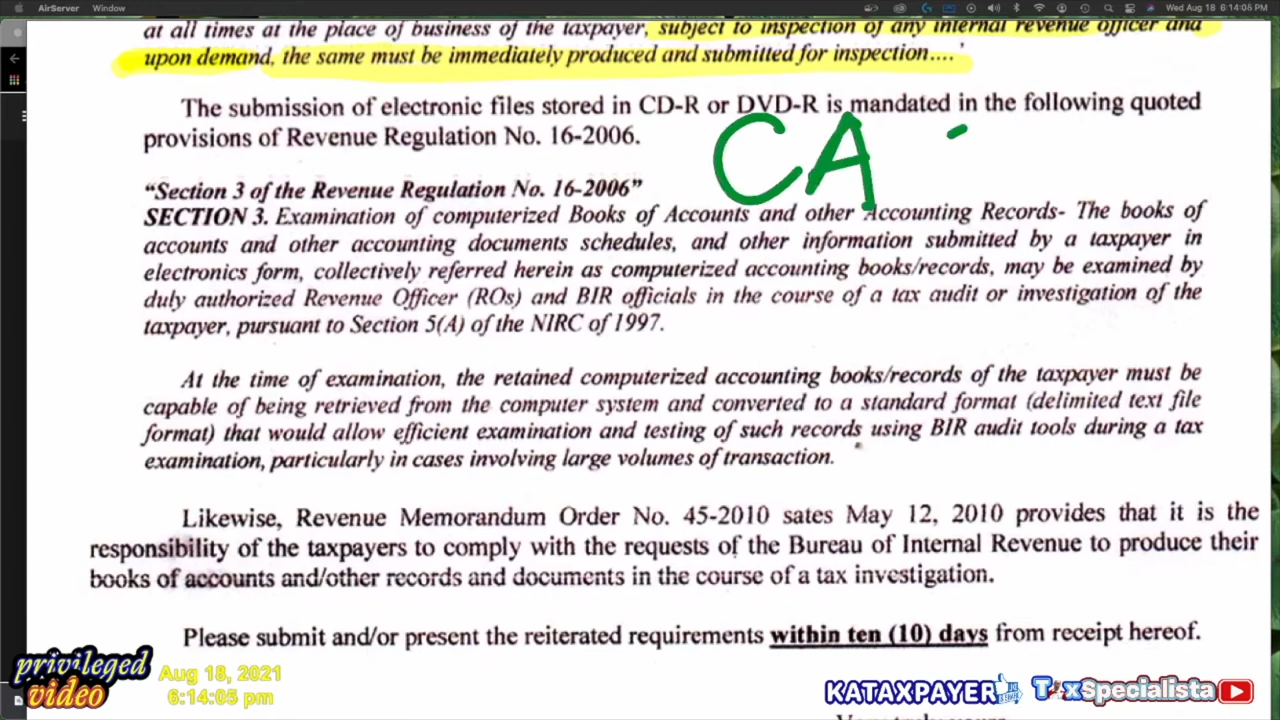 AirServer Window
Wed Aug 18 6:14:05 PM
at all times at the place of business of the taxpayer, subject to inspection of any internal revenue officer and
upon demand, the same must be immediately produced and submitted for inspection....'
The submission of electronic files stored in CD-R or DVD-R is mandated in the following quoted
provisions of Revenue Regulation No. 16-2006.
CA -
"Section 3 of the Revenue Regulation No. 16-2006"
SECTION 3. Examination of computerized Books of Accounts and other Accounting Records- The books of
accounts and other accounting documents schedules, and other information submitted by a taxpayer in
electronics form, collectively referred herein as computerized accounting books/records, may be examined by
duly authorized Revenue Officer (ROs) and BIR officials in the course of a tax audit or investigation of the
taxpayer, pursuant to Section 5(A) of the NIRC of 1997.
At the time of examination, the retained computerized accounting books/records of the taxpayer must be
capable of being retrieved from the computer system and converted to a standard format (delimited text file
format) that would allow efficient examination and testing of such records using BIR audit tools during a tax
examination, particularly in cases involving large volumes of transaction.
Likewise, Revenue Memorandum Order No. 45-2010 sates May 12, 2010 provides that it is the
responsibility of the taxpayers to comply with the requests of the Bureau of Internal Revenue to produce their
books of accounts and/other records and documents in the course of a tax investigation.
Please submit and/or present the reiterated requirements within ten (10) days from receipt hereof.
privileged
video
Aug 18, 2021
6:14:05 pm
KATAXPAYER
TaxSpecialista
Very truly yours